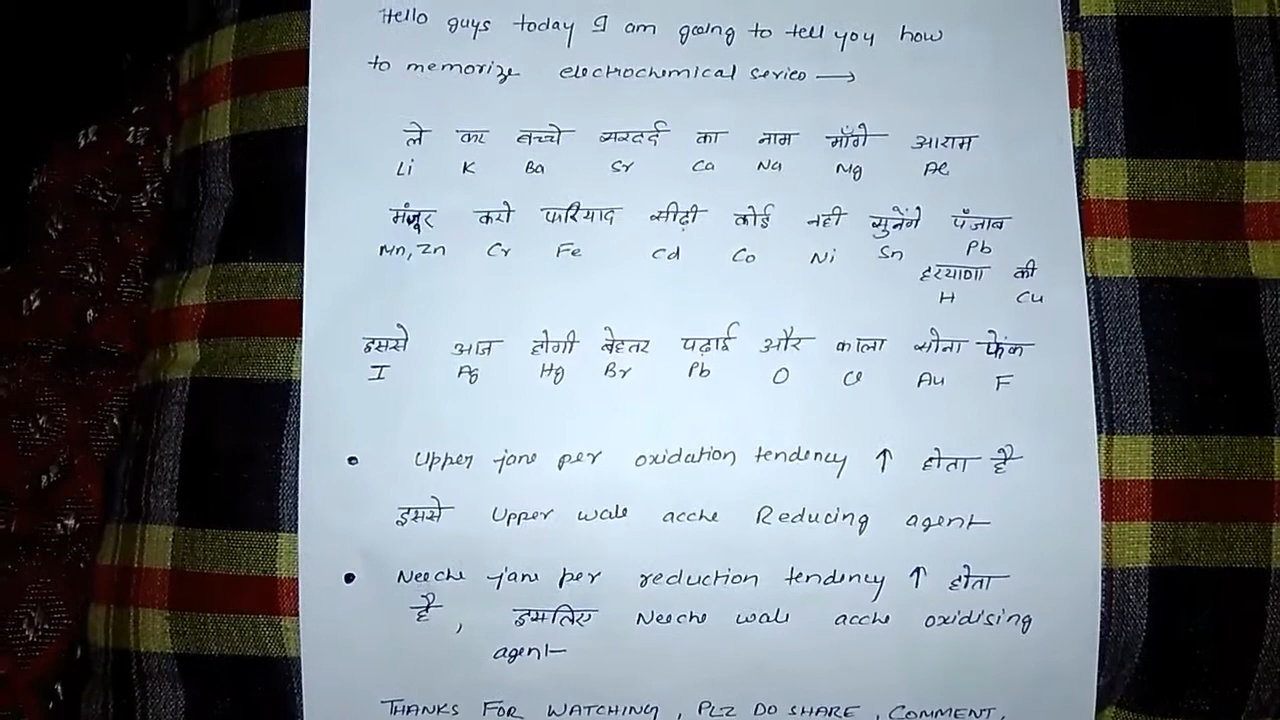 Hello guys today I am going to tell you how
to memorize electrochemical series →
ले कर बच्चे सरदर्द का नाम माँगे आराम
Li K Ba Sr Ca Na Mg Al
मंजूर करो फरियाद सीढ़ी कोई नही सुनेंगे पँजाब
Mn, Zn Cr Fe Cd Co Ni Sn Pb
हरयाणा की
H Cu
इससे आज होगी बेहतर पढ़ाई और काला सोना फेंक
I Ag Hg Br Pb O Cl Au F
• Upper jane per oxidation tendency ↑ होता है
इससे Upper wale acche Reducing agent
• Neeche jane per reduction tendency ↑ होता
है, इसलिए Neeche wale acche oxidising
agent
THANKS FOR WATCHING, PLZ DO SHARE, COMMENT,